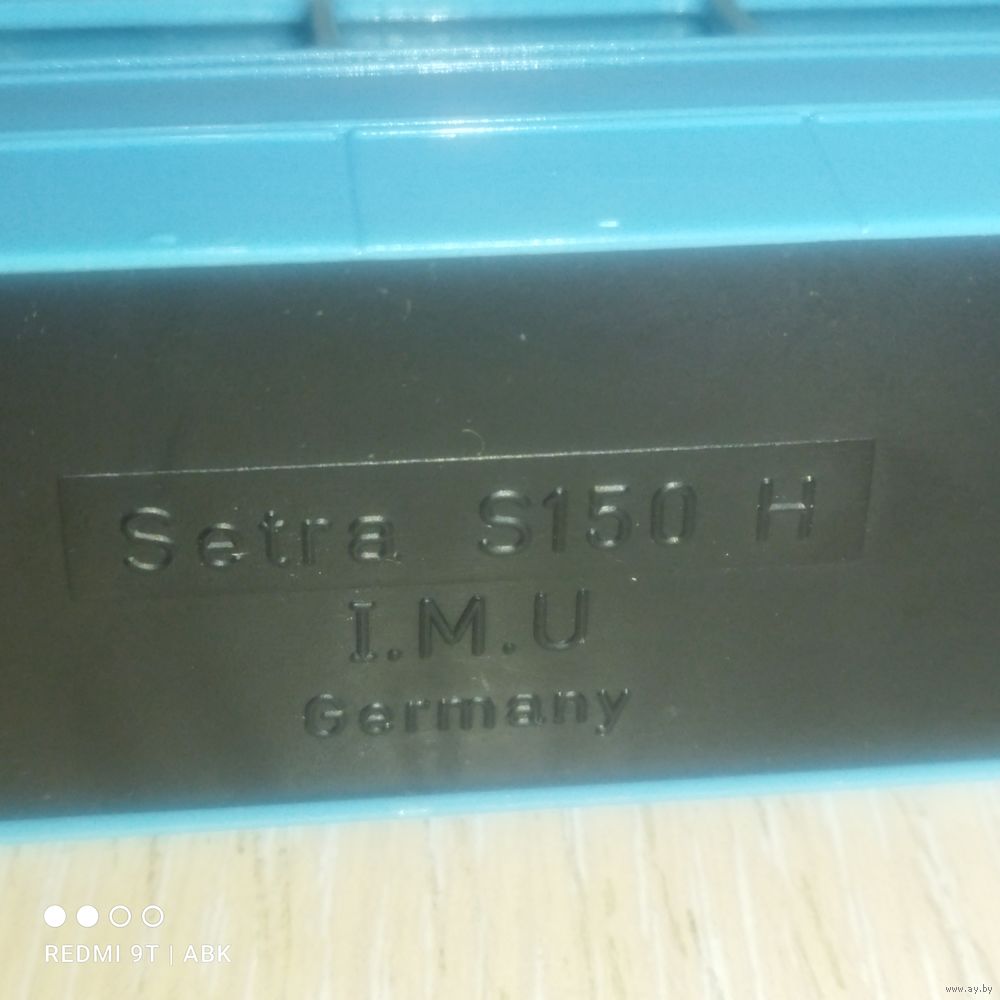 Setra S150 H
I.M.U
Germany
REDMI 9T | ABK
www.ay.by